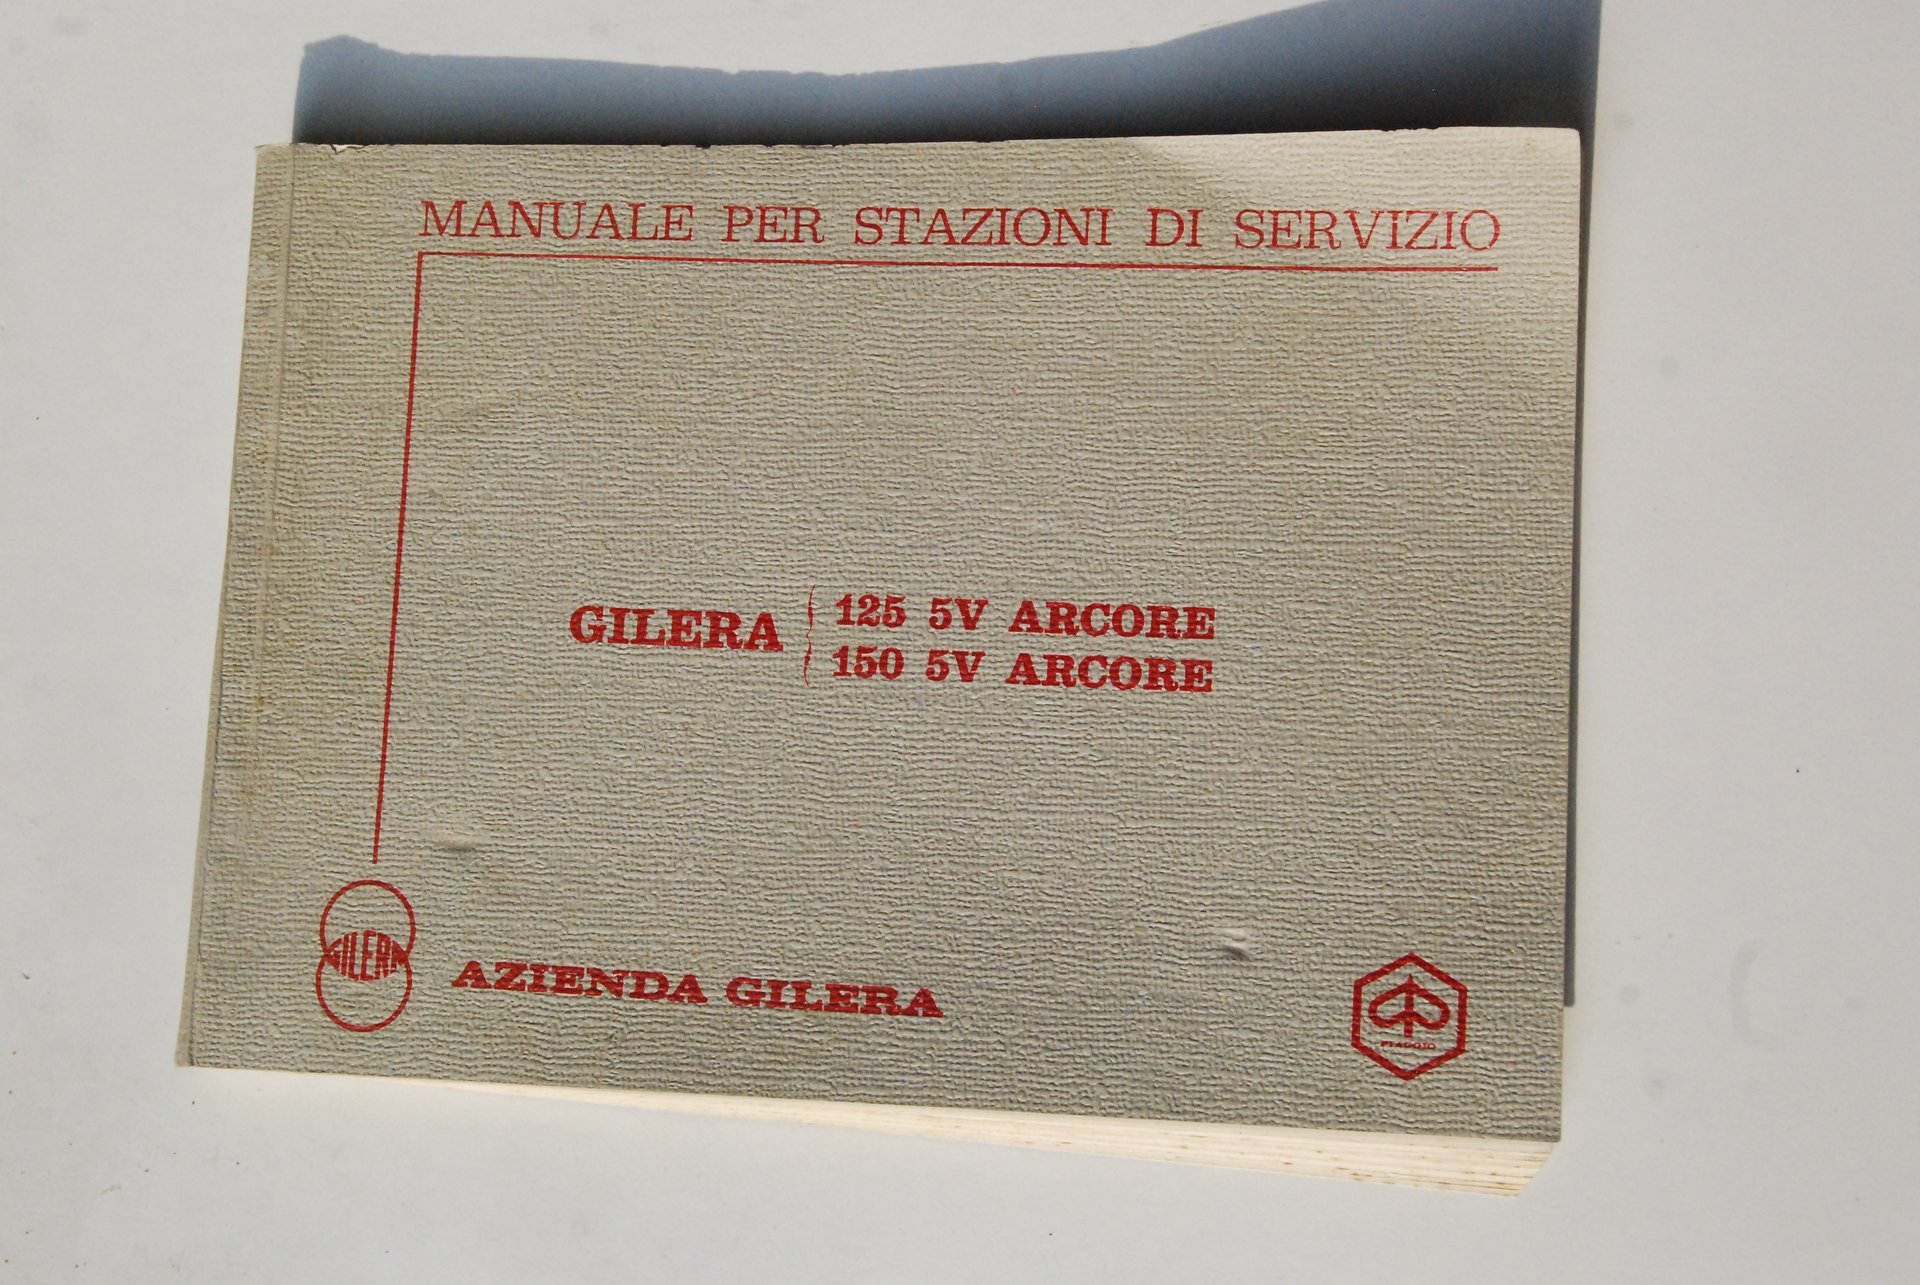 MANUALE PER STAZIONI DI SERVIZIO
GILERA
125 5V ARCORE
150 5V ARCORE
GILERA
AZIENDA GILERA
PIAGGIO